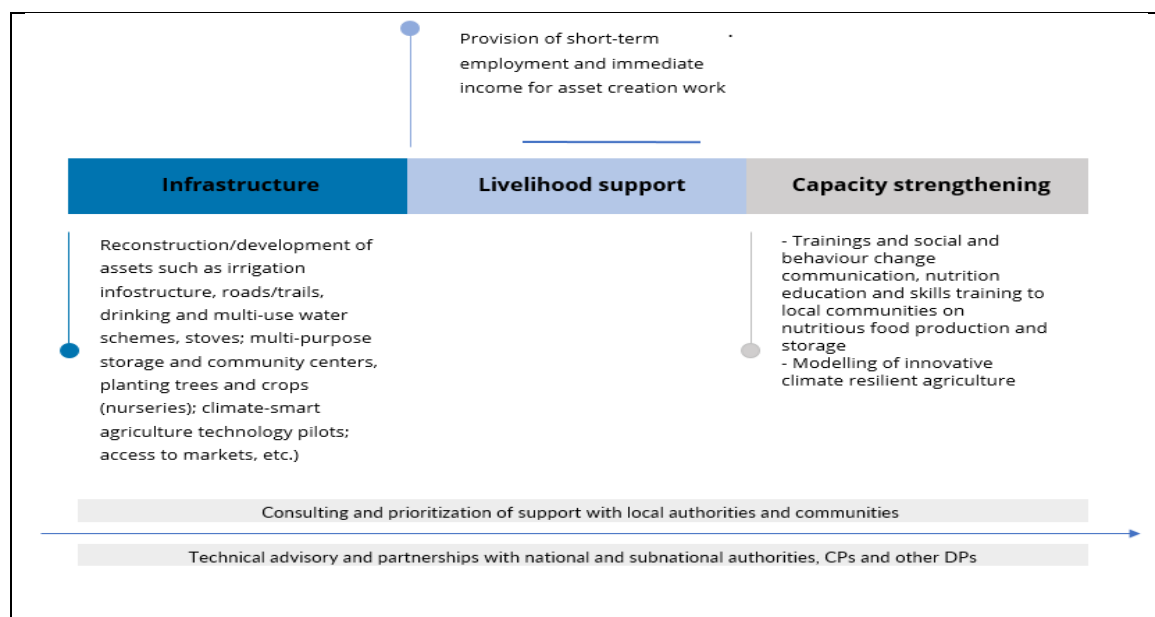 Provision of short-term
employment and immediate
income for asset creation work
Infrastructure
Livelihood support
Capacity strengthening
Reconstruction/development of
assets such as irrigation
infostructure, roads/trails,
drinking and multi-use water
schemes, stoves; multi-purpose
storage and community centers,
planting trees and crops
(nurseries); climate-smart
agriculture technology pilots;
access to markets, etc.)
- Trainings and social and
behaviour change
communication, nutrition
education and skills training to
local communities on
nutritious food production and
storage
- Modelling of innovative
climate resilient agriculture
Consulting and prioritization of support with local authorities and communities
Technical advisory and partnerships with national and subnational authorities, CPs and other DPs